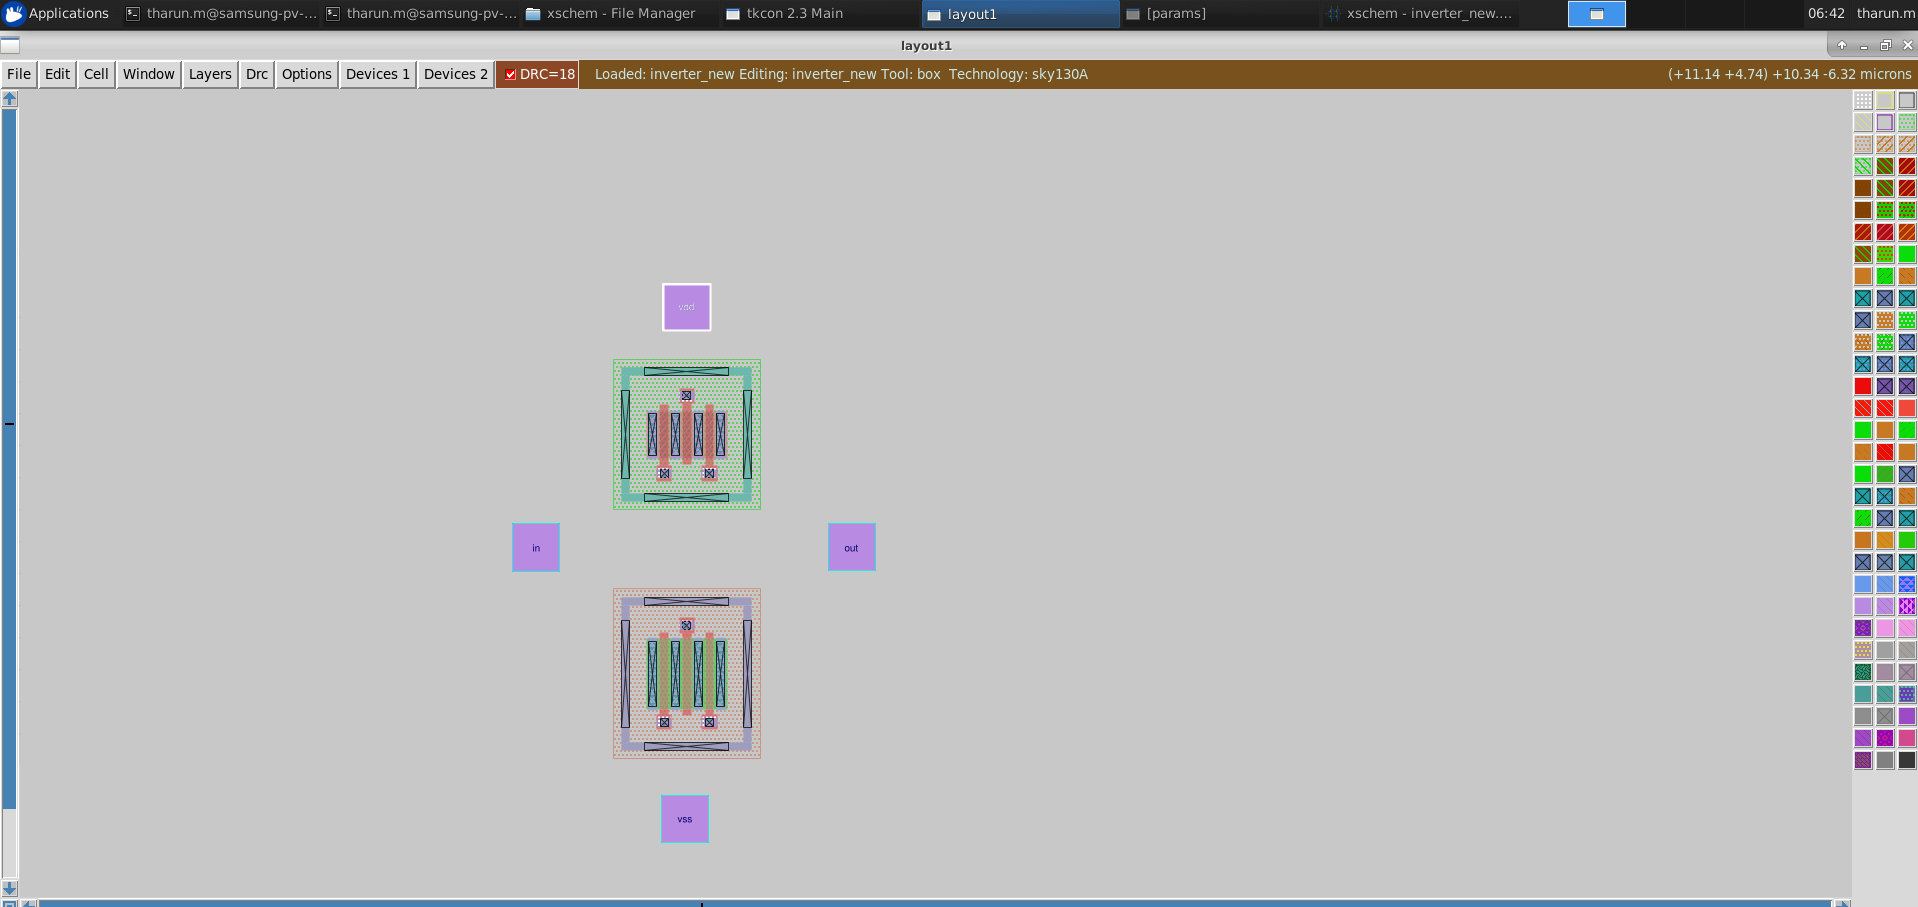 Applications tharun.m@samsung-pv-... tharun.m@samsung-pv-... xschem - File Manager tkcon 2.3 Main layout1 [params] xschem - inverter_new.... 06:42 tharun.m
layout1
File Edit Cell Window Layers Drc Options Devices 1 Devices 2 DRC=18 Loaded: inverter_new Editing: inverter_new Tool: box Technology: sky130A (+11.14 +4.74) +10.34 -6.32 microns
vdd
in out
vss